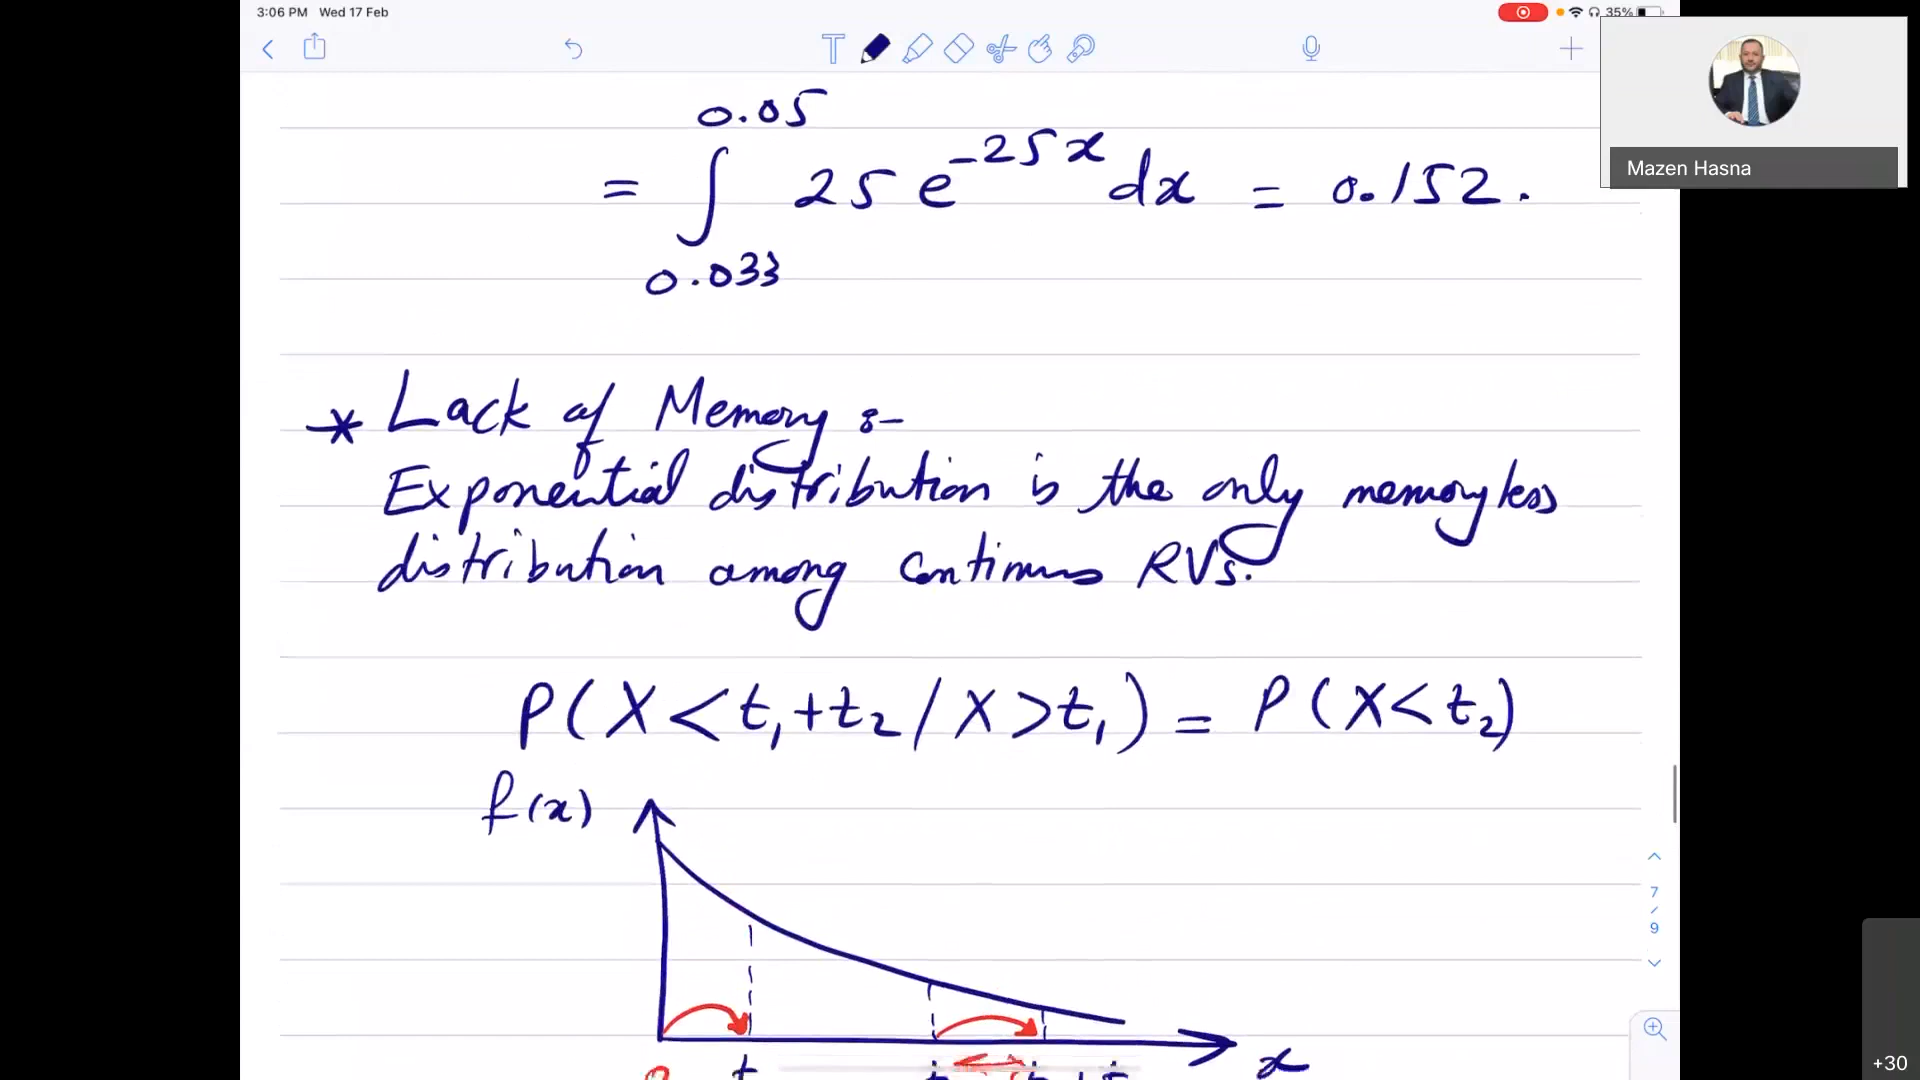 3:06 PM Wed 17 Feb
35%
Mazen Hasna
0.05
= ∫ 25 e^{-25x} dx = 0.152.
0.033
* Lack of Memory :-
Exponential distribution is the only memoryless
distribution among continuous RVs.
P(X < t₁+t₂ / X > t₁) = P(X < t₂)
f(x)
x
7
/
9
+30